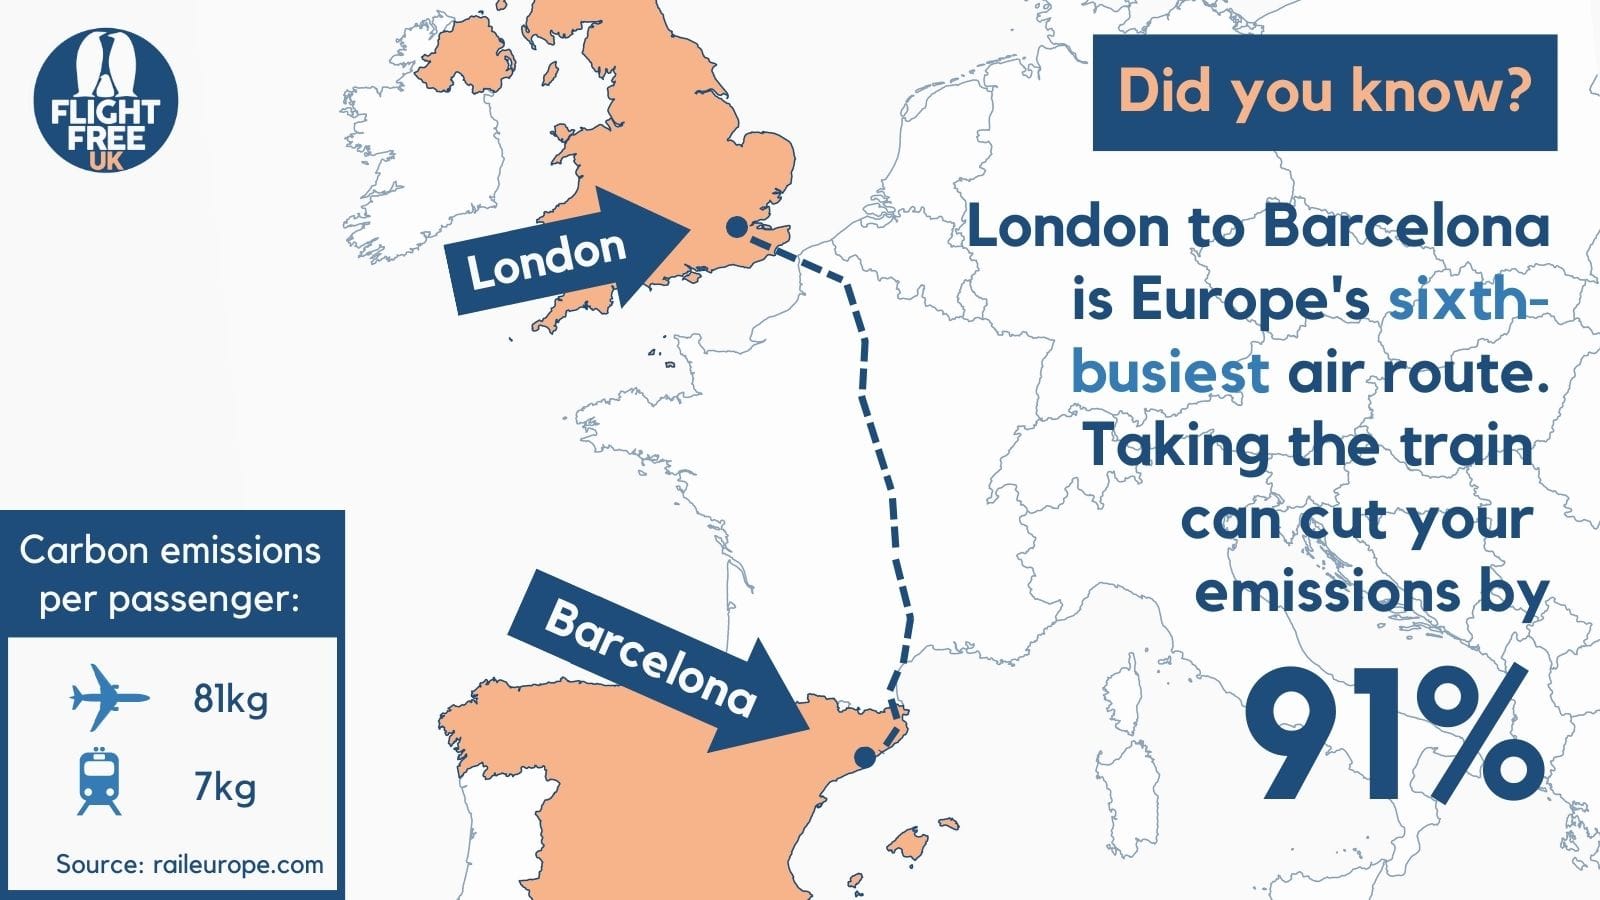 FLIGHT
FREE
UK
Did you know?
London to Barcelona
is Europe's sixth-
busiest air route.
Taking the train
can cut your
emissions by
91%
London
Barcelona
Carbon emissions
per passenger:
81kg
7kg
Source: raileurope.com